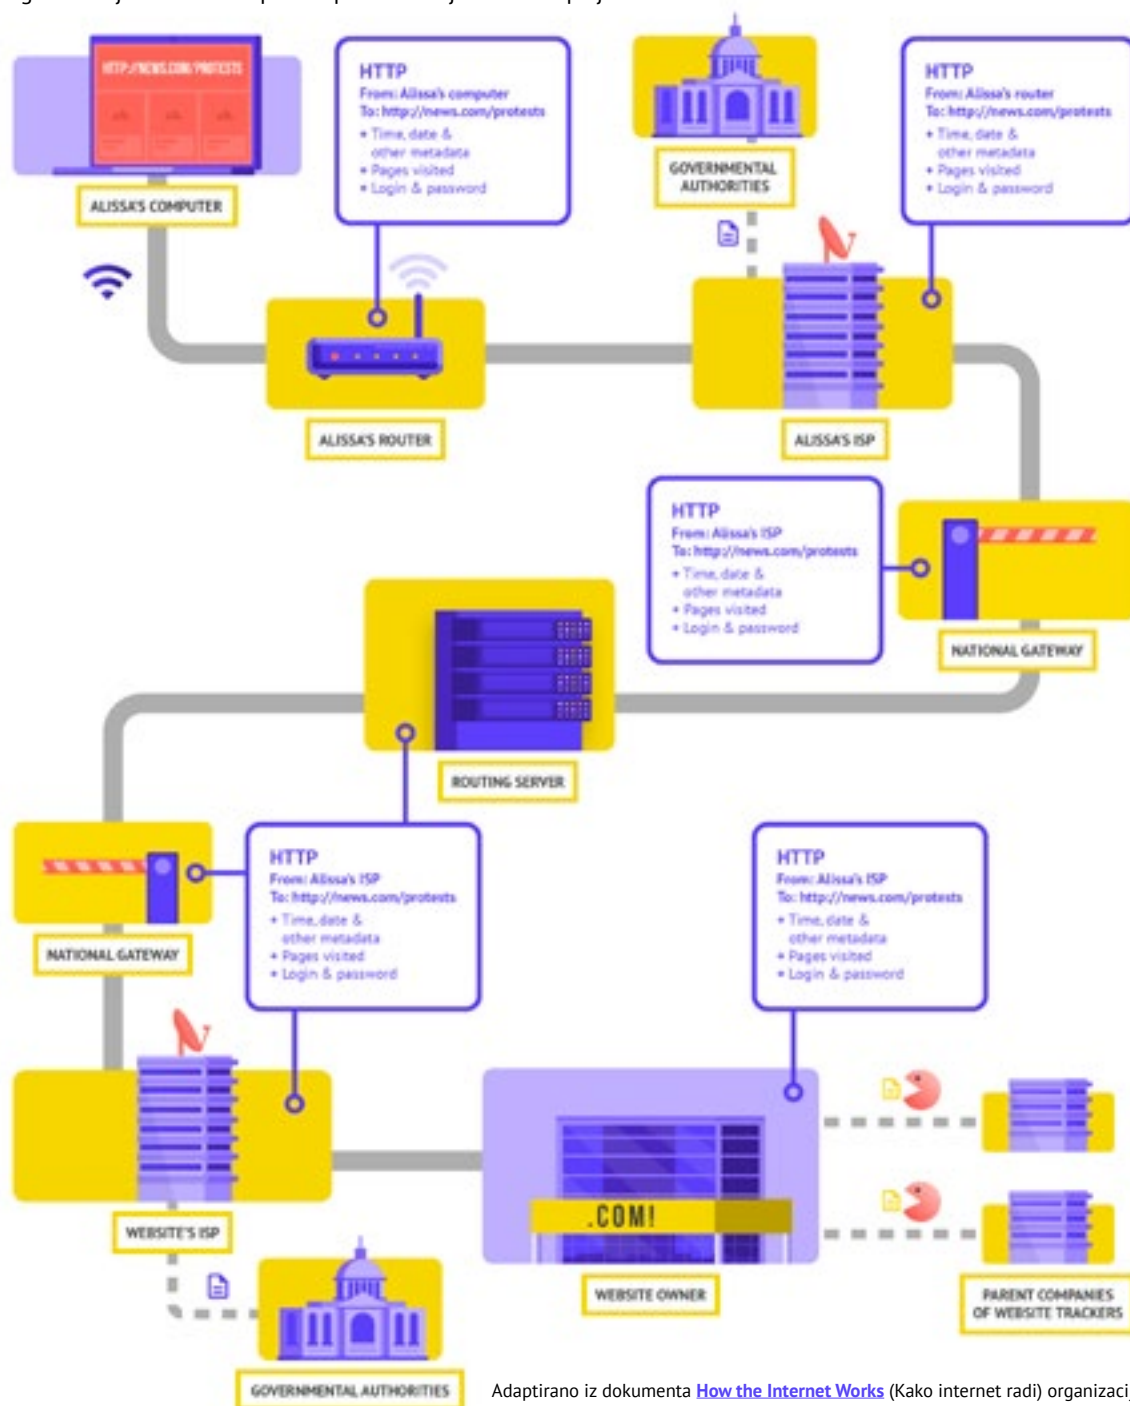 HTTP://NEWS.COM/PROTESTS
ALISSA'S COMPUTER
HTTP
From: Alissa's computer
To: http://news.com/protests
+ Time, date &
other metadata
+ Pages visited
+ Login & password
GOVERNMENTAL
AUTHORITIES
HTTP
From: Alissa's router
To: http://news.com/protests
+ Time, date &
other metadata
+ Pages visited
+ Login & password
ALISSA'S ROUTER
ALISSA'S ISP
HTTP
From: Alissa's ISP
To: http://news.com/protests
+ Time, date &
other metadata
+ Pages visited
+ Login & password
NATIONAL GATEWAY
ROUTING SERVER
NATIONAL GATEWAY
HTTP
From: Alissa's ISP
To: http://news.com/protests
+ Time, date &
other metadata
+ Pages visited
+ Login & password
HTTP
From: Alissa's ISP
To: http://news.com/protests
+ Time, date &
other metadata
+ Pages visited
+ Login & password
WEBSITE'S ISP
.COM!
WEBSITE OWNER
PARENT COMPANIES
OF WEBSITE TRACKERS
GOVERNMENTAL AUTHORITIES
Adaptirano iz dokumenta How the Internet Works (Kako internet radi)